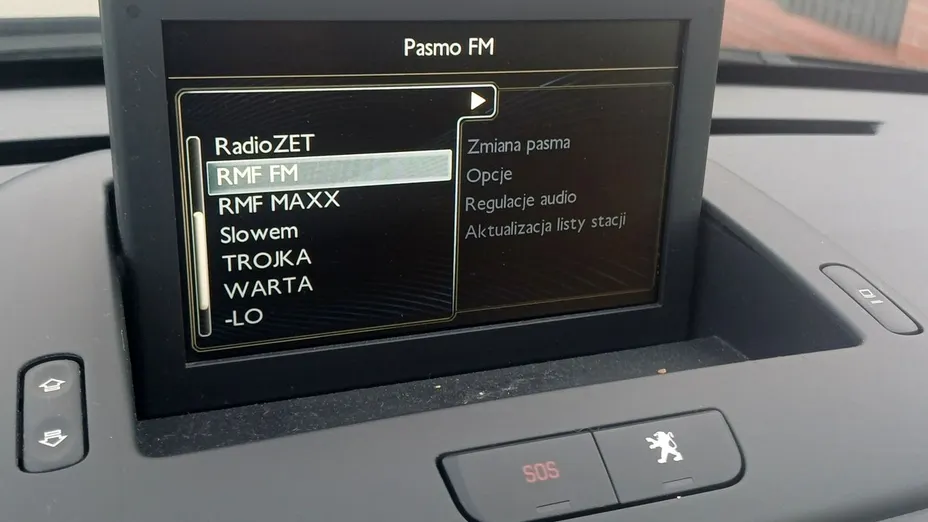 Pasmo FM
RadioZET
RMF FM
RMF MAXX
Slowem
TROJKA
WARTA
-LO
Zmiana pasma
Opcje
Regulacje audio
Aktualizacja listy stacji
SOS